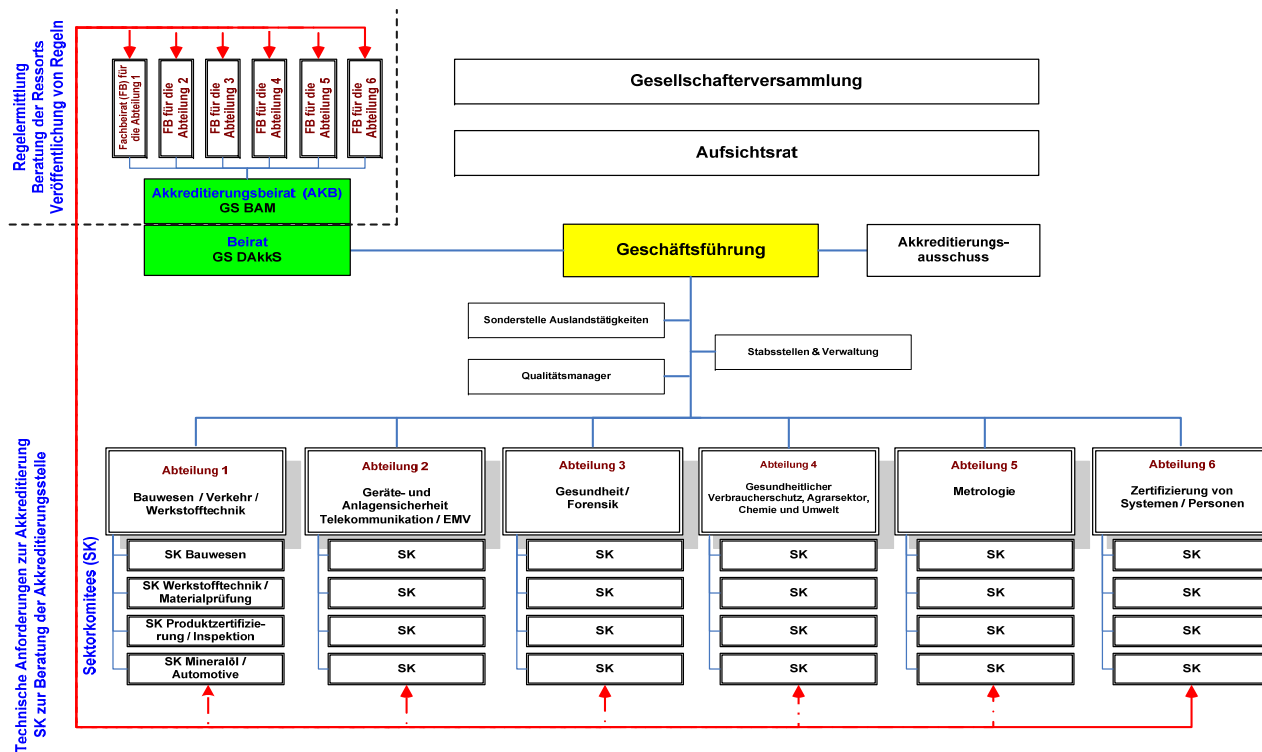 Regelermittlung
Beratung der Ressorts
Veröffentlichung von Regeln
Fachbeirat (FB) für
die Abteilung 1
FB für die
Abteilung 2
FB für die
Abteilung 3
FB für die
Abteilung 4
FB für die
Abteilung 5
FB für die
Abteilung 6
Akkreditierungsbeirat (AKB)
GS BAM
Beirat
GS DAkkS
Gesellschafterversammlung
Aufsichtsrat
Geschäftsführung
Akkreditierungs-
ausschuss
Sonderstelle Auslandstätigkeiten
Stabsstellen & Verwaltung
Qualitätsmanager
Technische Anforderungen zur Akkreditierung
SK zur Beratung der Akkreditierungsstelle
Sektorkomitees (SK)
Abteilung 1
Bauwesen / Verkehr /
Werkstofftechnik
SK Bauwesen
SK Werkstofftechnik /
Materialprüfung
SK Produktzertifizie-
rung / Inspektion
SK Mineralöl /
Automotive
Abteilung 2
Geräte- und
Anlagensicherheit
Telekommunikation / EMV
SK
SK
SK
SK
Abteilung 3
Gesundheit /
Forensik
SK
SK
SK
SK
Abteilung 4
Gesundheitlicher
Verbraucherschutz, Agrarsektor,
Chemie und Umwelt
SK
SK
SK
SK
Abteilung 5
Metrologie
SK
SK
SK
SK
Abteilung 6
Zertifizierung von
Systemen / Personen
SK
SK
SK
SK